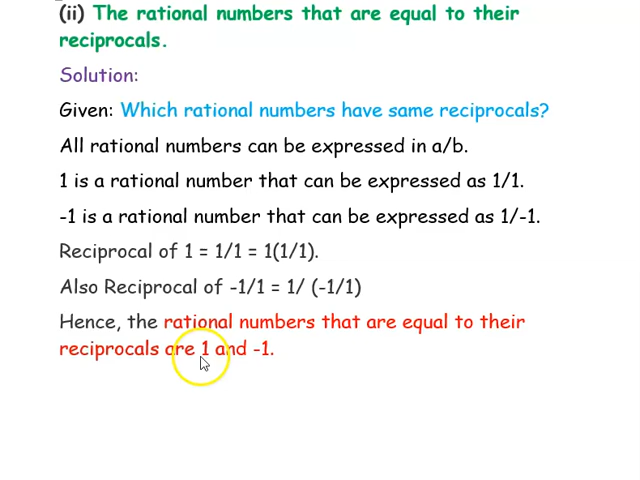 (ii) The rational numbers that are equal to their
reciprocals.
Solution:
Given: Which rational numbers have same reciprocals?
All rational numbers can be expressed in a/b.
1 is a rational number that can be expressed as 1/1.
-1 is a rational number that can be expressed as 1/-1.
Reciprocal of 1 = 1/1 = 1(1/1).
Also Reciprocal of -1/1 = 1/ (-1/1)
Hence, the rational numbers that are equal to their
reciprocals are 1 and -1.